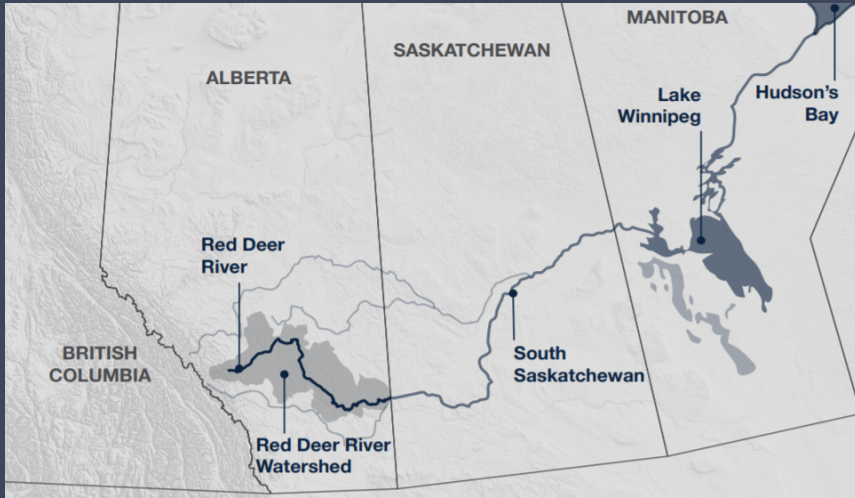 MANITOBA
SASKATCHEWAN
ALBERTA
Lake
Winnipeg
Hudson's
Bay
Red Deer
River
BRITISH
COLUMBIA
South
Saskatchewan
Red Deer River
Watershed